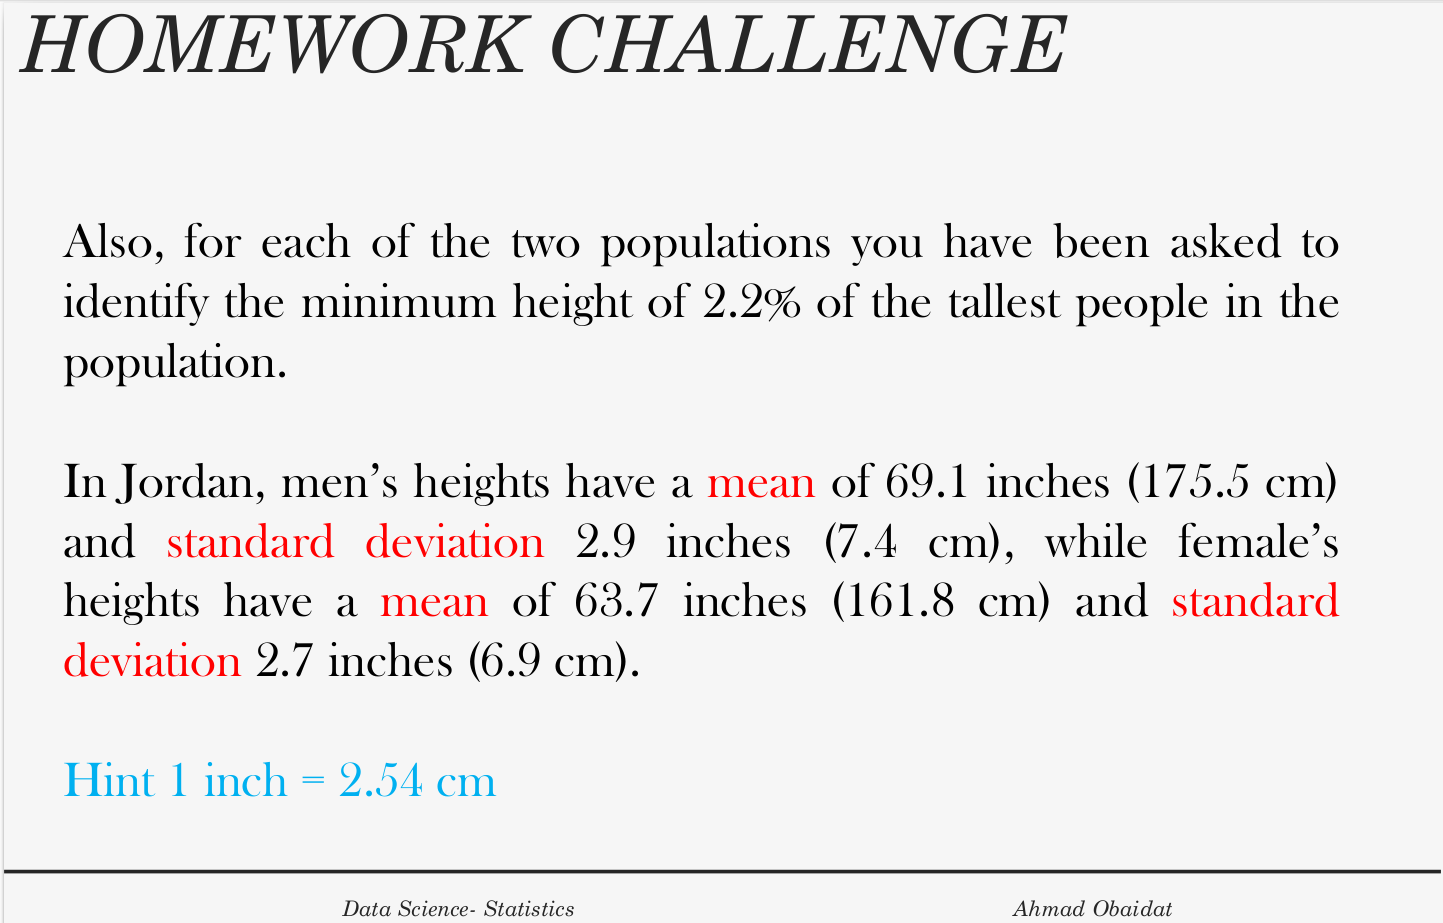 HOMEWORK CHALLENGE
Also, for each of the two populations you have been asked to
identify the minimum height of 2.2% of the tallest people in the
population.
In Jordan, men’s heights have a mean of 69.1 inches (175.5 cm)
and standard deviation 2.9 inches (7.4 cm), while female’s
heights have a mean of 63.7 inches (161.8 cm) and standard
deviation 2.7 inches (6.9 cm).
Hint 1 inch = 2.54 cm
Data Science- Statistics
Ahmad Obaidat